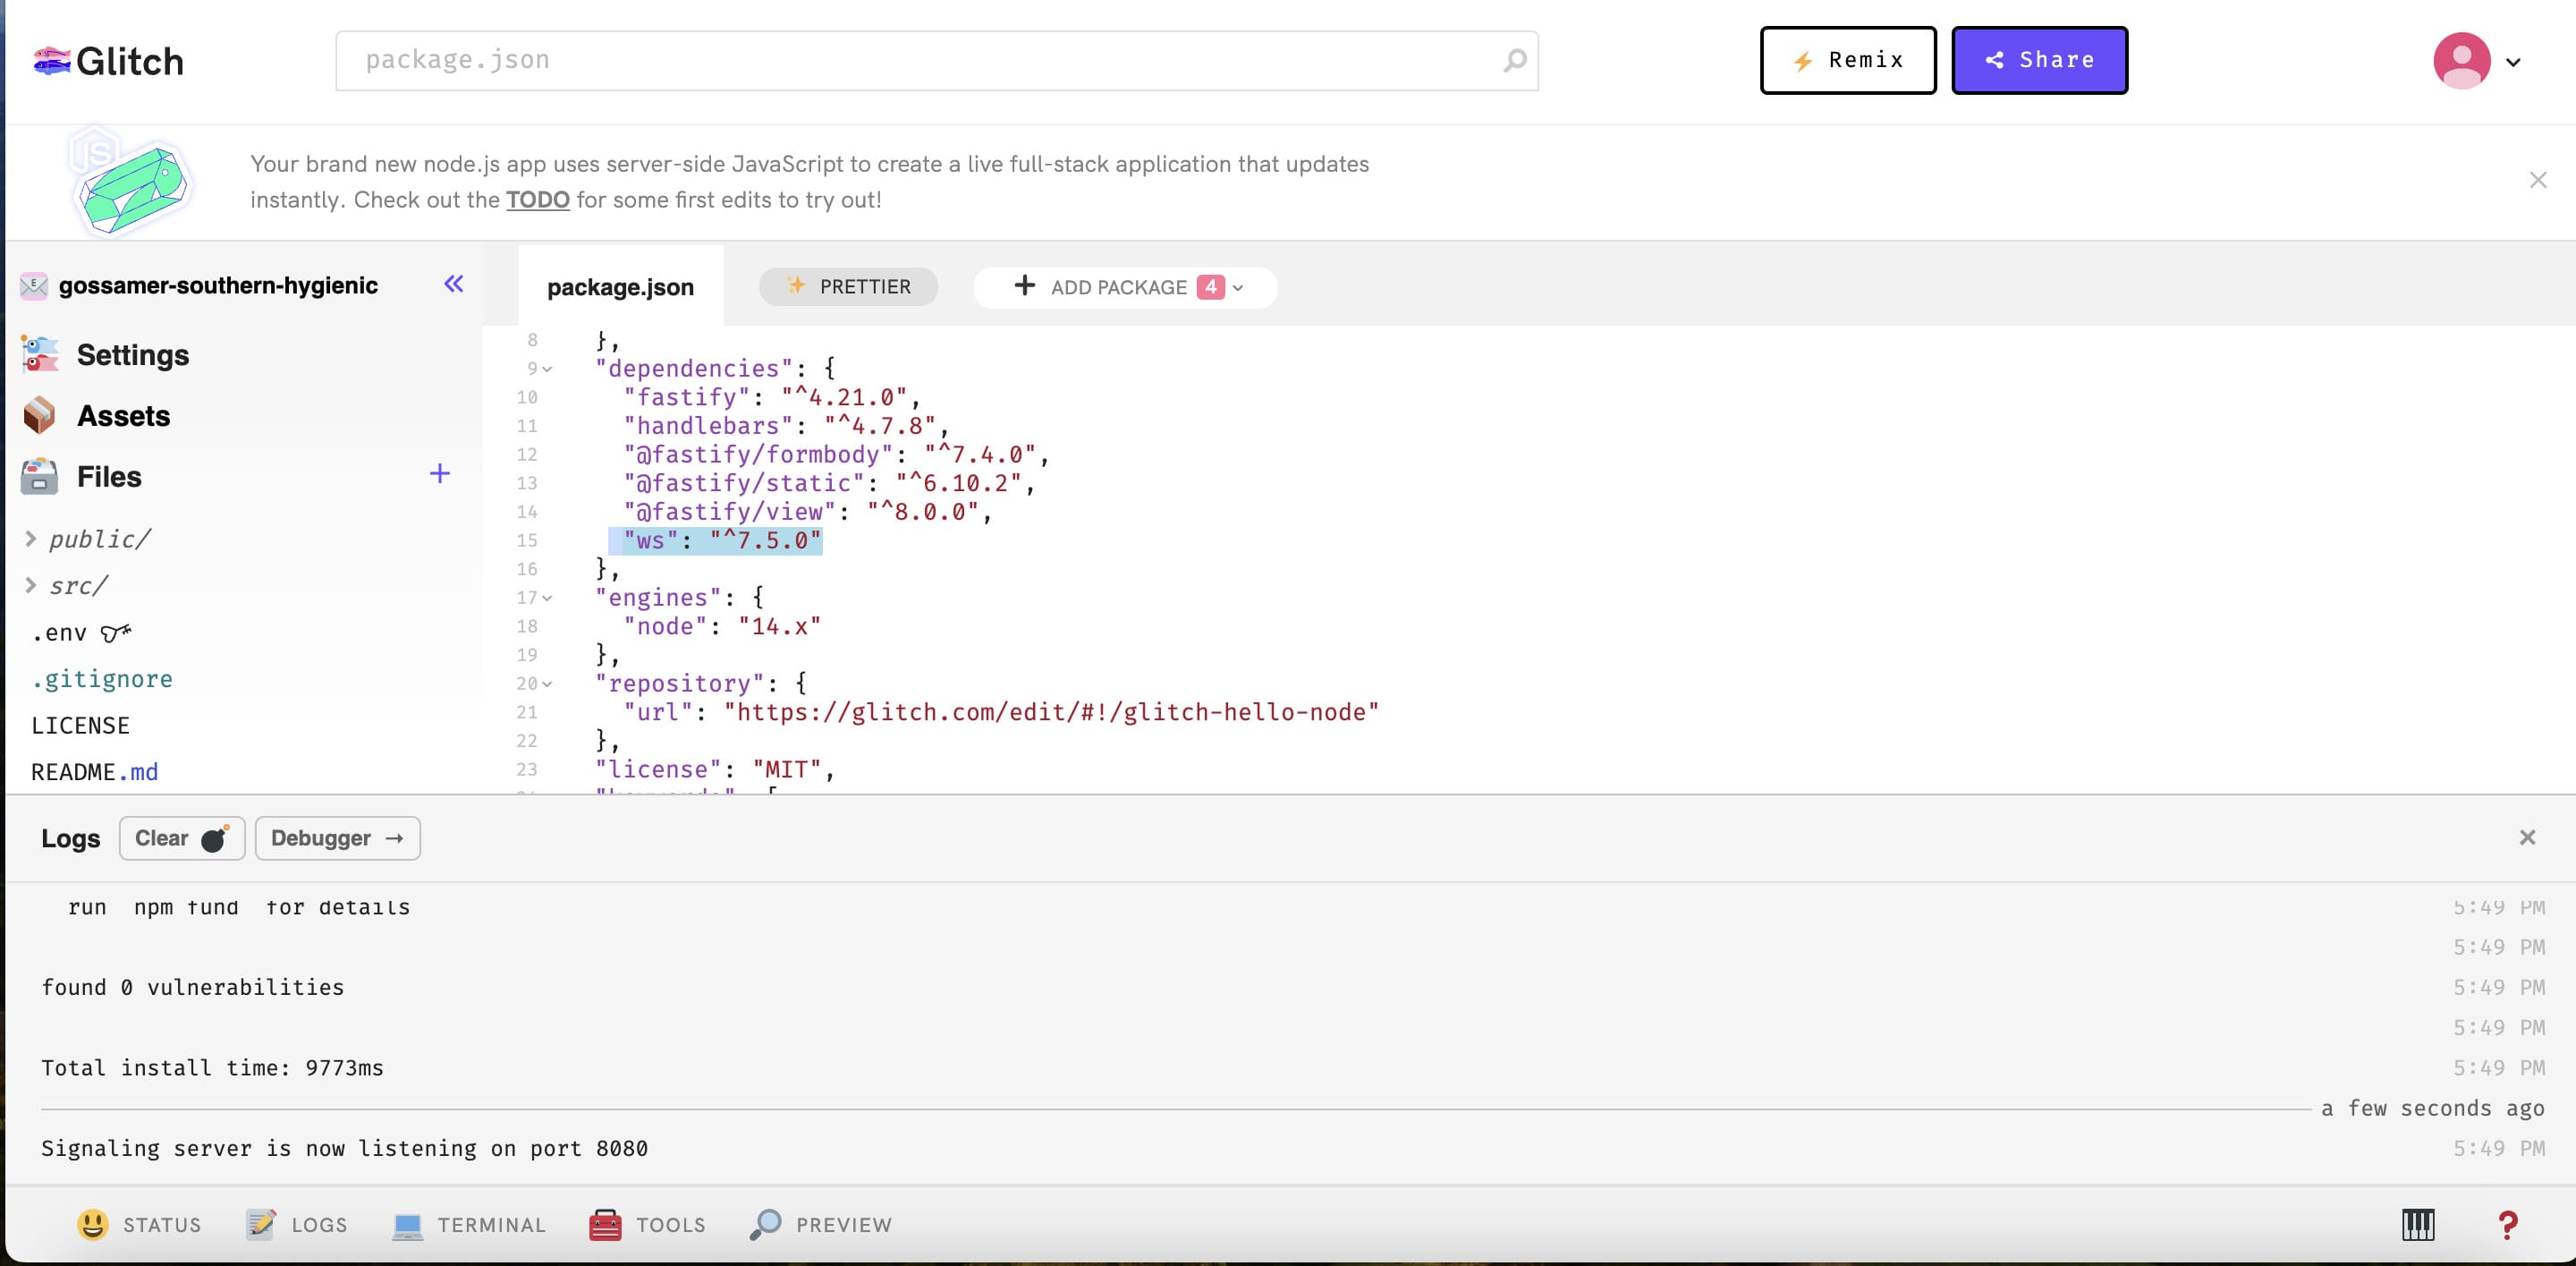 Glitch
package.json
Remix
Share
JS
Your brand new node.js app uses server-side JavaScript to create a live full-stack application that updates
instantly. Check out the TODO for some first edits to try out!
E
gossamer-southern-hygienic
Settings
Assets
Files
public/
src/
.env
.gitignore
LICENSE
README.md
package.json
PRETTIER
ADD PACKAGE 4
8 },
9 "dependencies": {
10 "fastify": "^4.21.0",
11 "handlebars": "^4.7.8",
12 "@fastify/formbody": "^7.4.0",
13 "@fastify/static": "^6.10.2",
14 "@fastify/view": "^8.0.0",
15 "ws": "^7.5.0"
16 },
17 "engines": {
18 "node": "14.x"
19 },
20 "repository": {
21 "url": "https://glitch.com/edit/#!/glitch-hello-node"
22 },
23 "license": "MIT",
Logs
Clear
Debugger →
run npm fund for details 5:49 PM
5:49 PM
found 0 vulnerabilities 5:49 PM
5:49 PM
Total install time: 9773ms 5:49 PM
a few seconds ago
Signaling server is now listening on port 8080 5:49 PM
STATUS
LOGS
TERMINAL
TOOLS
PREVIEW
?